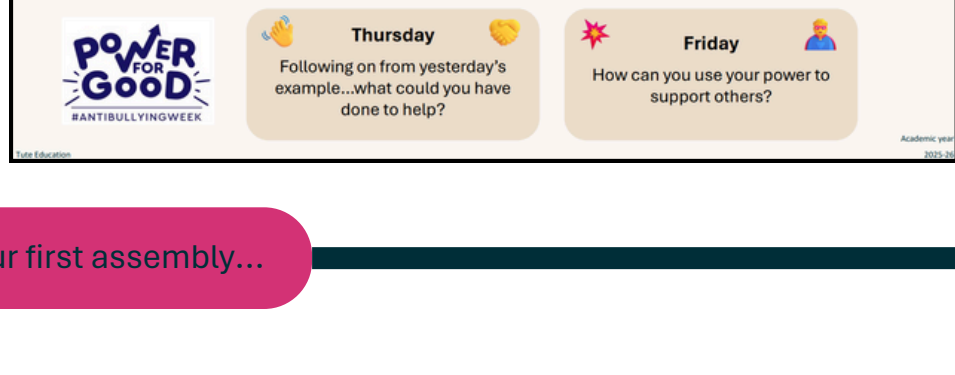 POWER
FOR
GOOD
#ANTIBULLYINGWEEK
Thursday
Following on from yesterday's
example...what could you have
done to help?
Friday
How can you use your power to
support others?
Tute Education
Academic year
2025-26
ur first assembly...